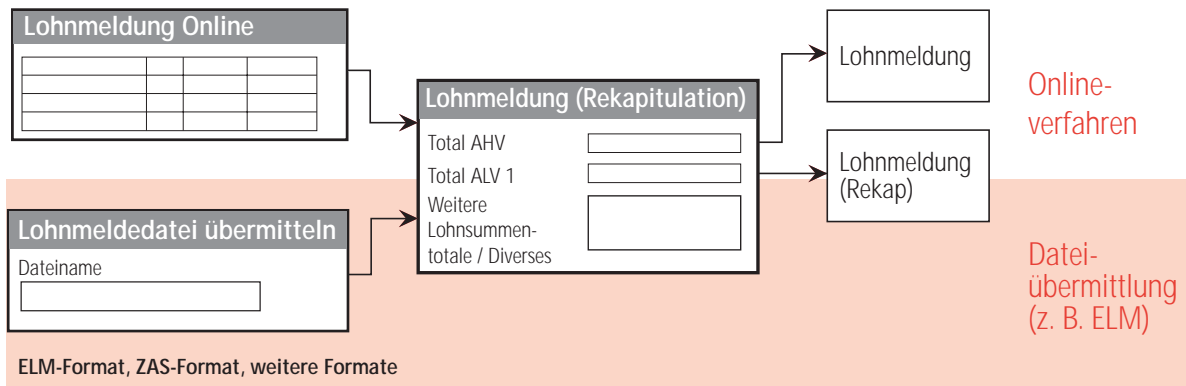 Lohnmeldung Online
Lohnmeldung (Rekapitulation)
Total AHV
Total ALV 1
Weitere
Lohnsummen-
totale / Diverses
Lohnmeldung
Lohnmeldung
(Rekap)
Online-
verfahren
Lohnmeldedatei übermitteln
Dateiname
Datei-
übermittlung
(z. B. ELM)
ELM-Format, ZAS-Format, weitere Formate